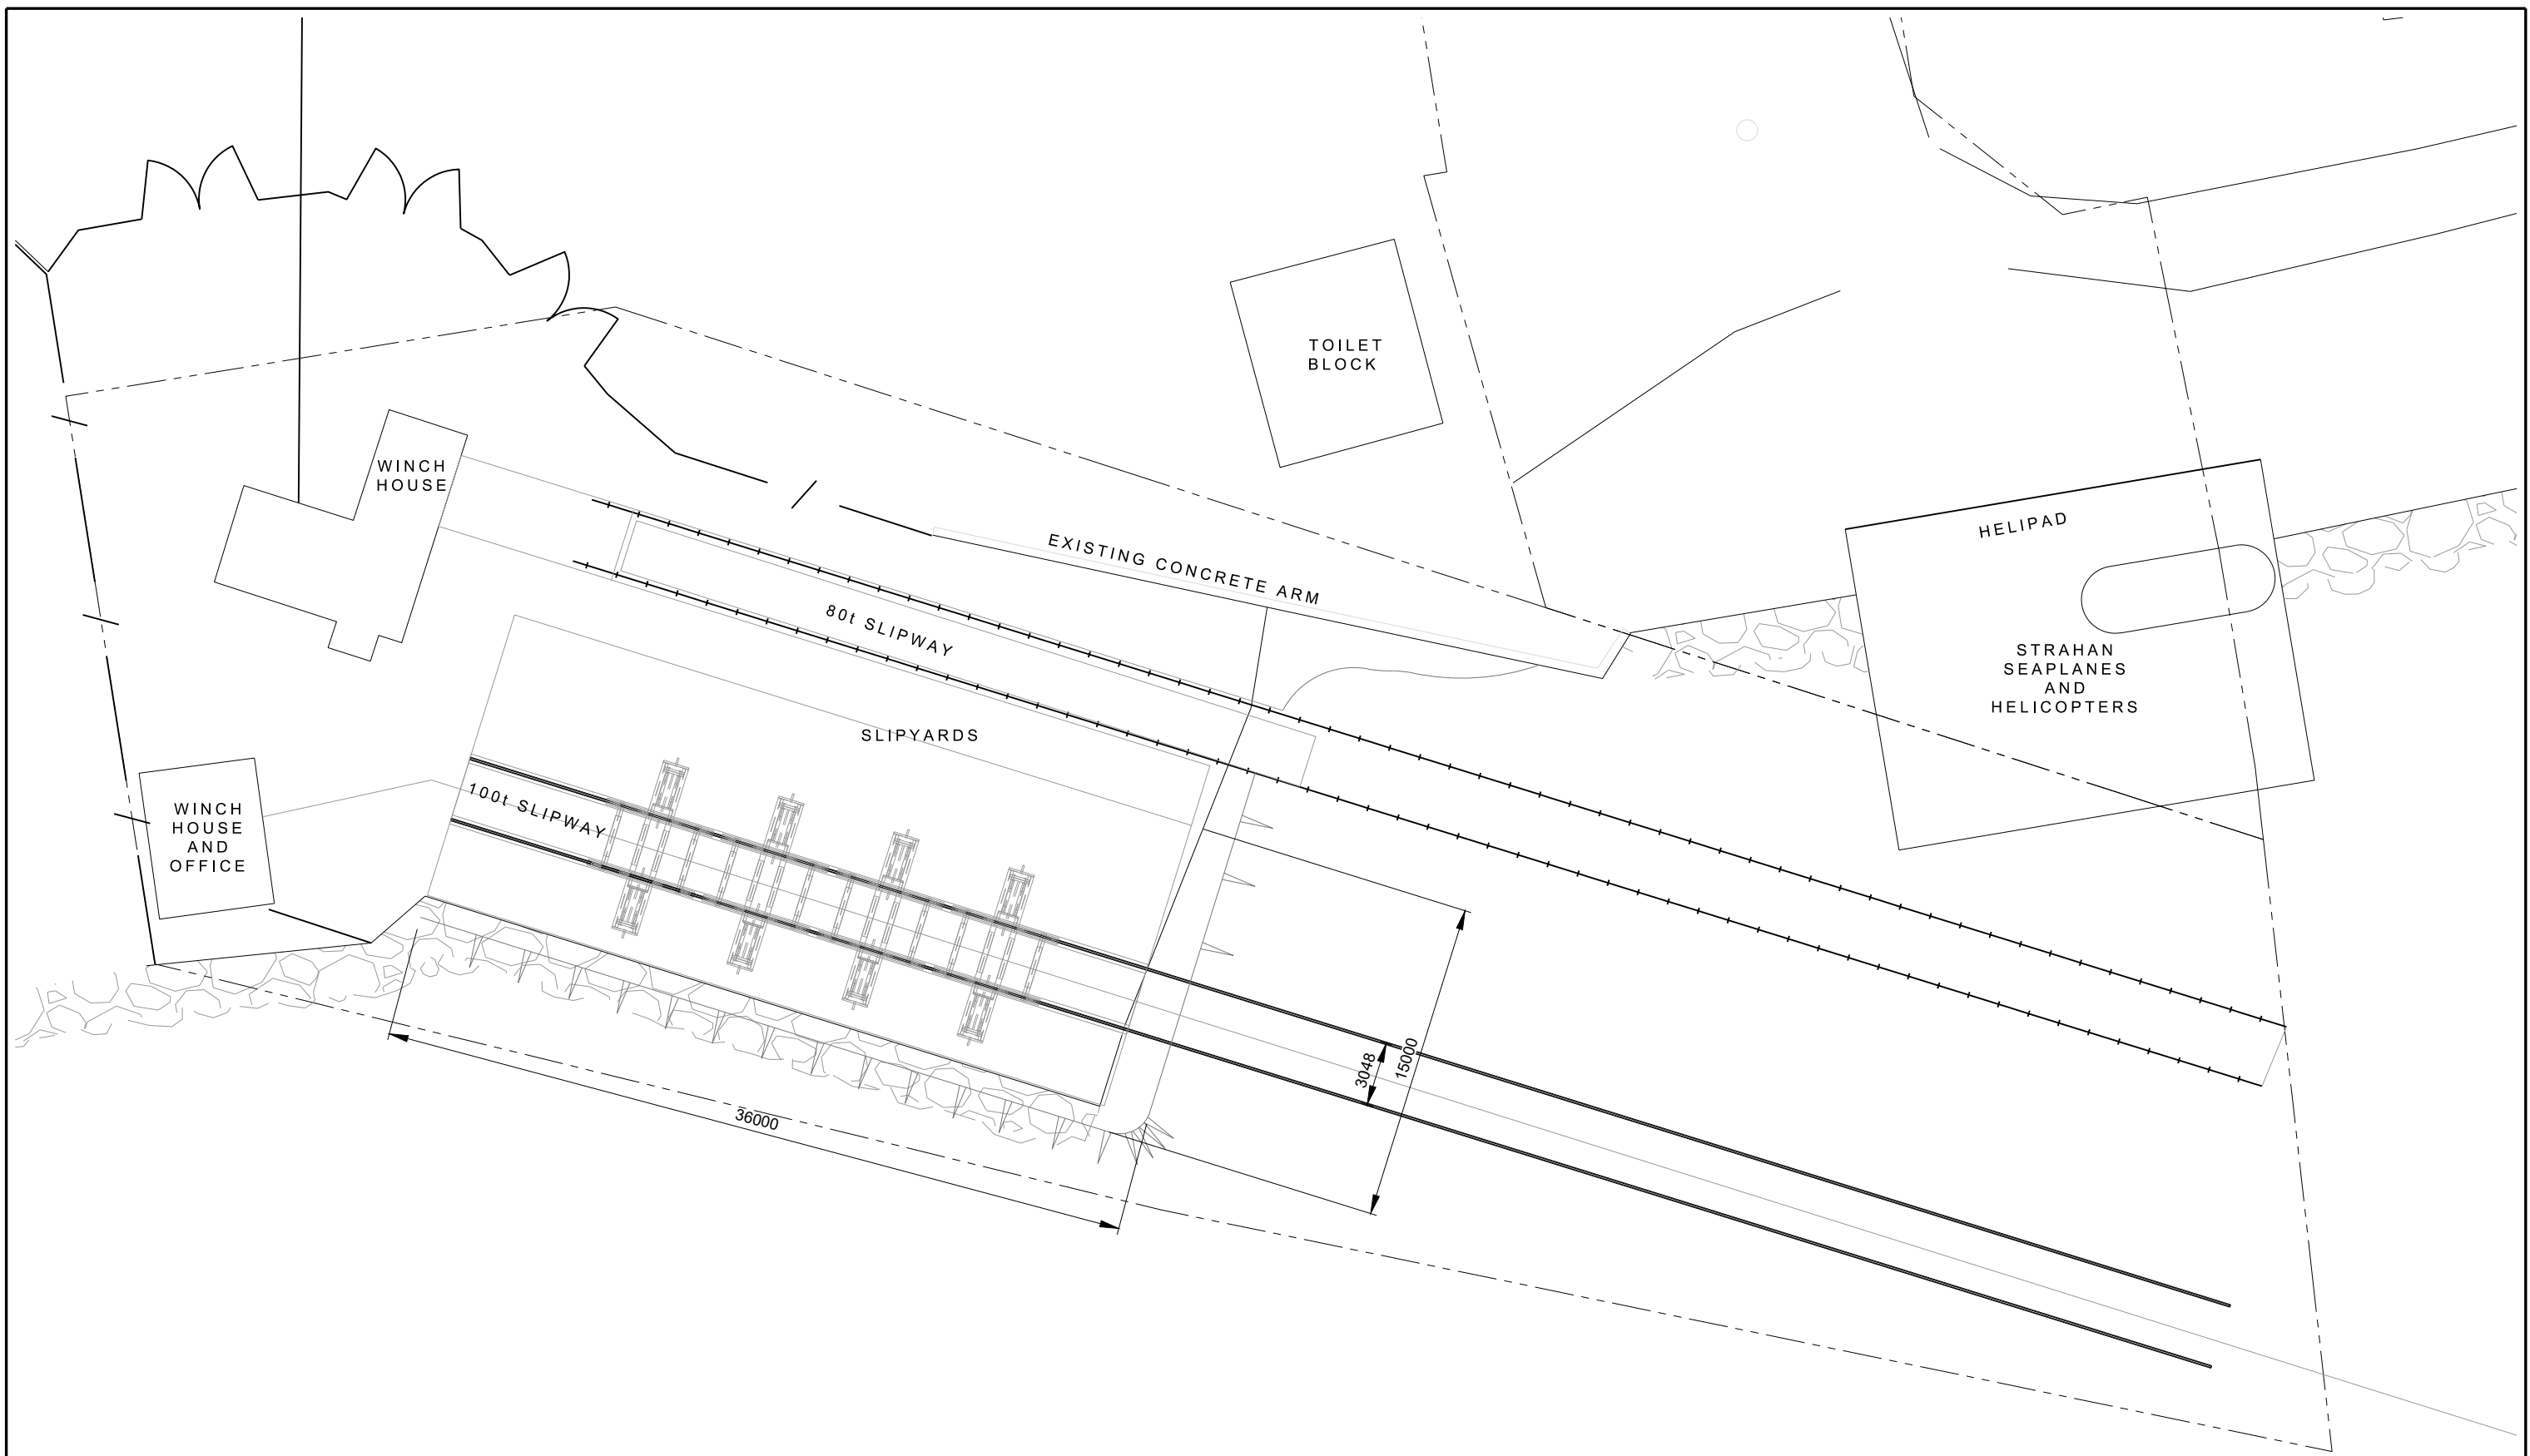 TOILET
BLOCK
WINCH
HOUSE
HELIPAD
EXISTING CONCRETE ARM
80t SLIPWAY
STRAHAN
SEAPLANES
AND
HELICOPTERS
SLIPYARDS
100t SLIPWAY
WINCH
HOUSE
AND
OFFICE
3048
15000
36000